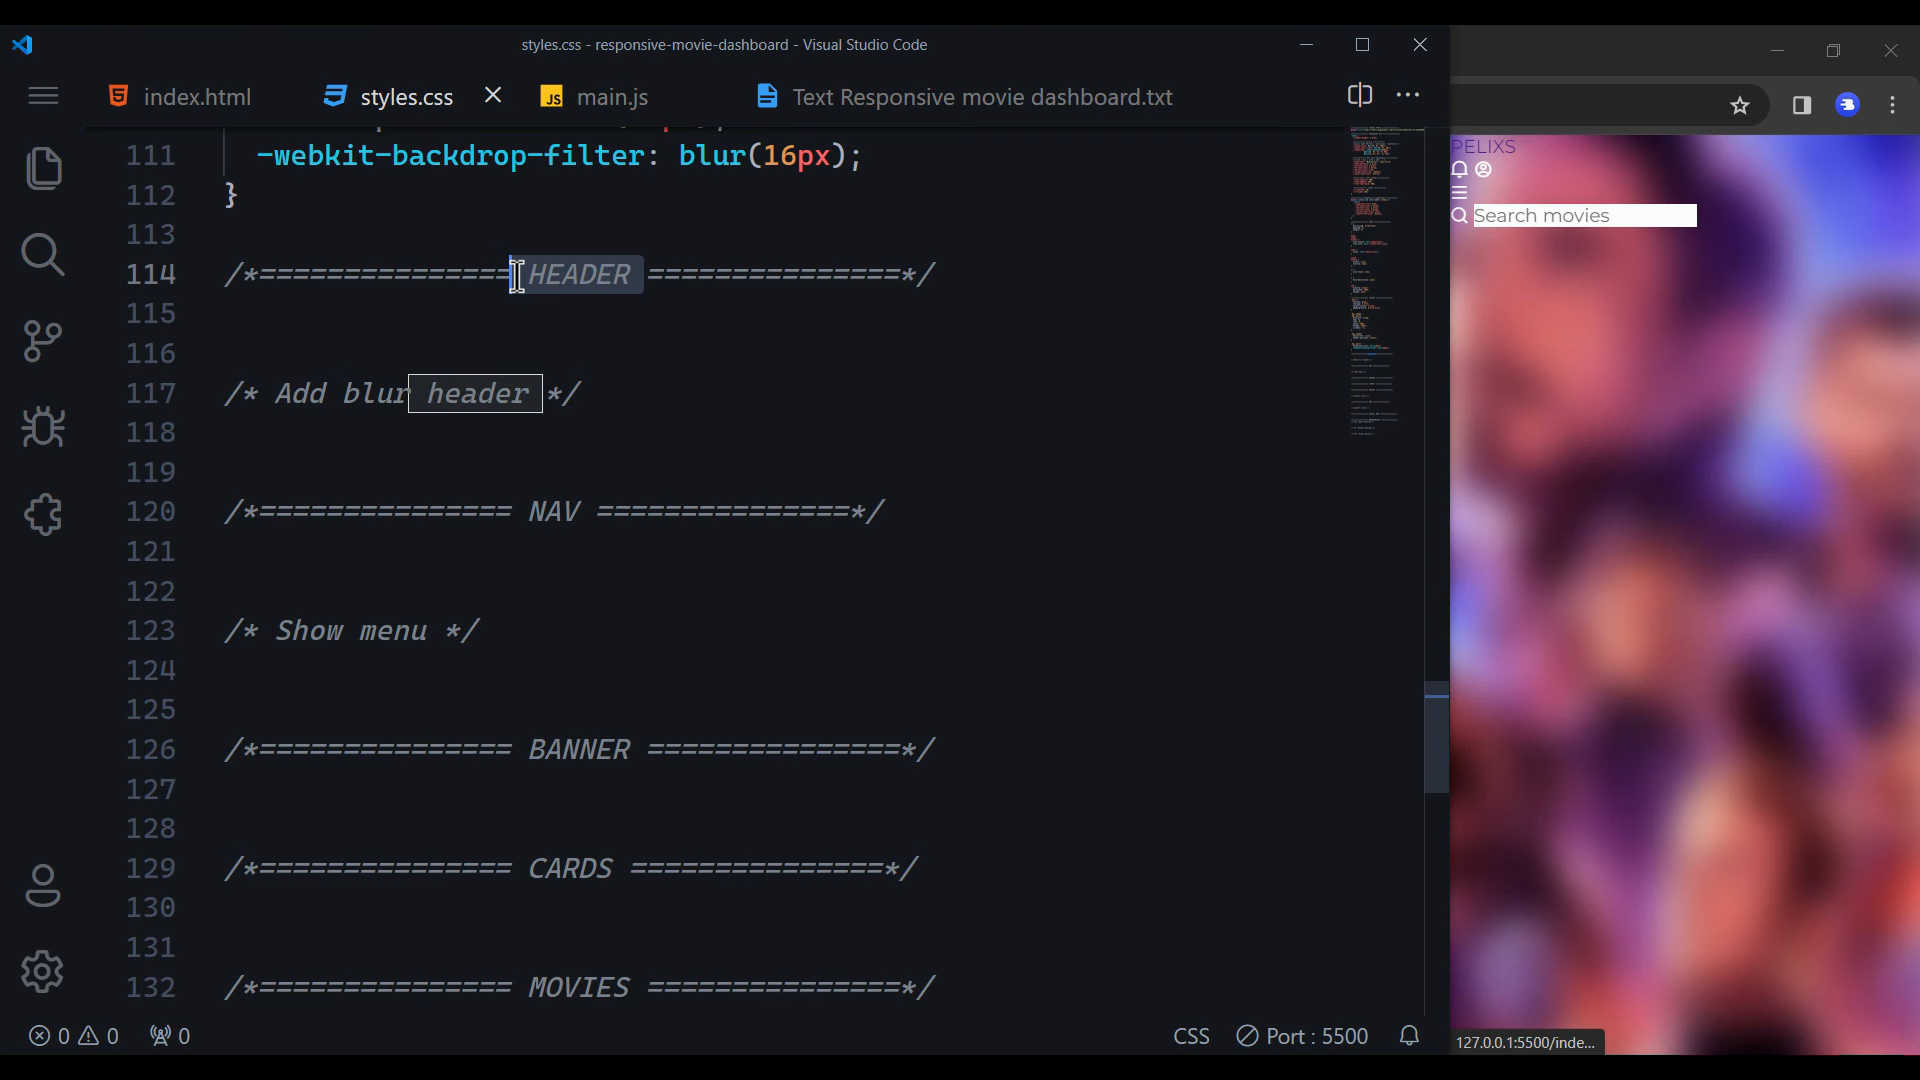 styles.css - responsive-movie-dashboard - Visual Studio Code
index.html
styles.css
main.js
Text Responsive movie dashboard.txt
111 -webkit-backdrop-filter: blur(16px);
112 }
113
114 /*=============== HEADER ===============*/
115
116
117 /* Add blur header */
118
119
120 /*=============== NAV ===============*/
121
122
123 /* Show menu */
124
125
126 /*=============== BANNER ===============*/
127
128
129 /*=============== CARDS ===============*/
130
131
132 /*=============== MOVIES ===============*/
0 0 0
CSS Port : 5500
PELIXS
Search movies
127.0.0.1:5500/inde...